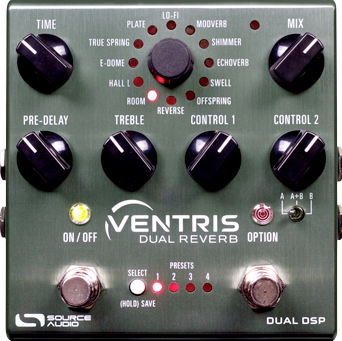 LO-FI
PLATE
MODVERB
TIME
MIX
TRUE SPRING
SHIMMER
E-DOME
ECHOVERB
HALL L
SWELL
ROOM
OFFSPRING
REVERSE
PRE-DELAY
TREBLE
CONTROL 1
CONTROL 2
A A+B B
VENTRIS
DUAL REVERB
ON / OFF
OPTION
PRESETS
SELECT
1 2 3 4
(HOLD) SAVE
SOURCE
AUDIO
DUAL DSP